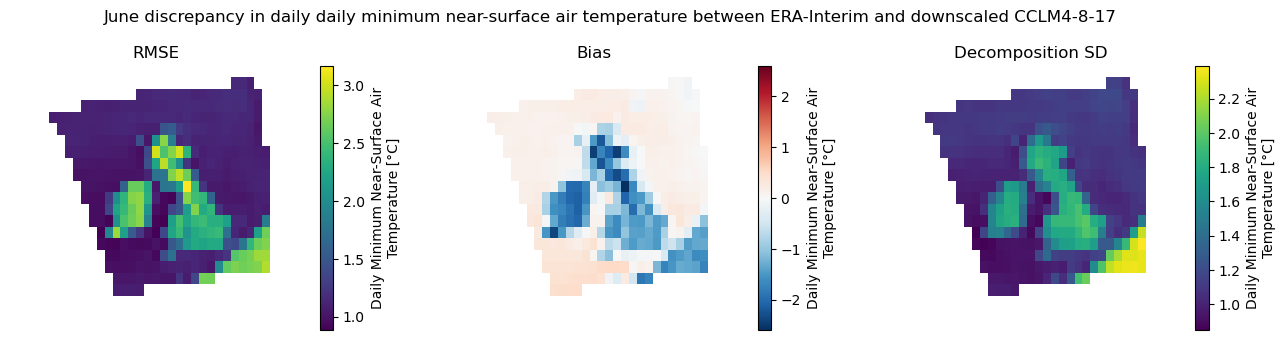 June discrepancy in daily daily minimum near-surface air temperature between ERA-Interim and downscaled CCLM4-8-17
RMSE
3.0
2.5
2.0
1.5
1.0
Daily Minimum Near-Surface Air
Temperature [°C]
Bias
2
1
0
−1
−2
Daily Minimum Near-Surface Air
Temperature [°C]
Decomposition SD
2.2
2.0
1.8
1.6
1.4
1.2
1.0
Daily Minimum Near-Surface Air
Temperature [°C]